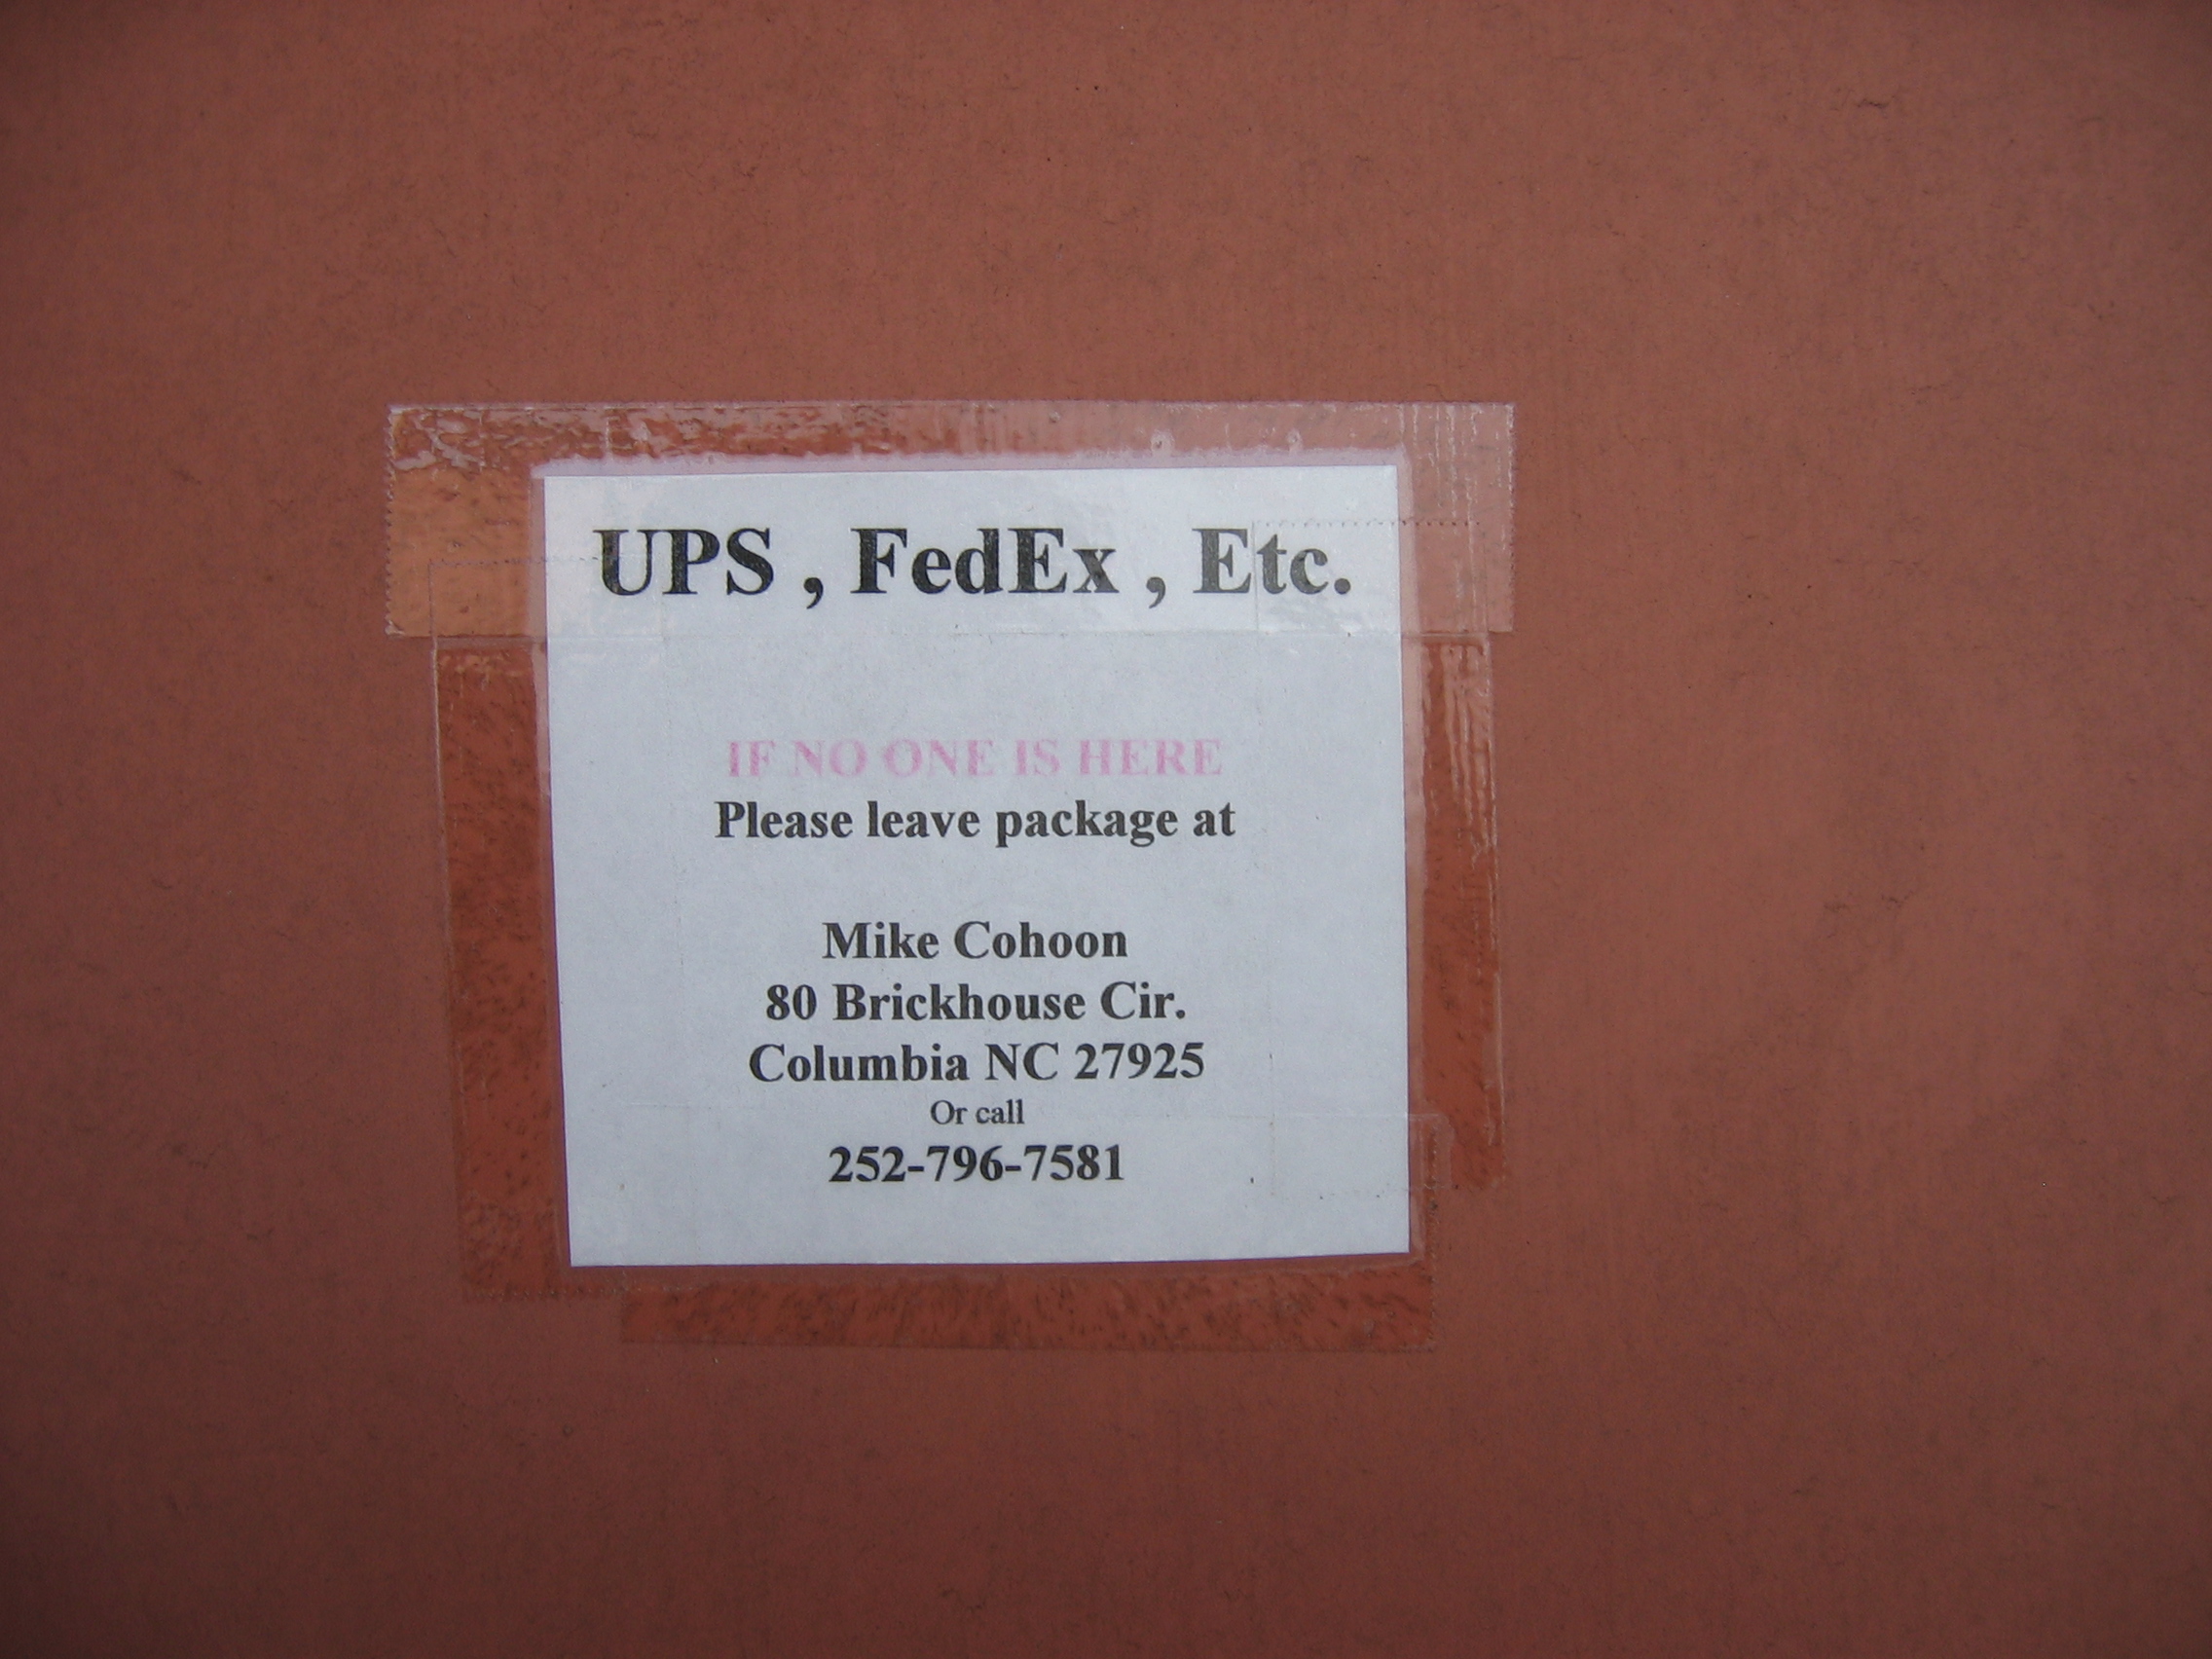 UPS , FedEx , Etc.
IF NO ONE IS HERE
Please leave package at
Mike Cohoon
80 Brickhouse Cir.
Columbia NC 27925
Or call
252-796-7581